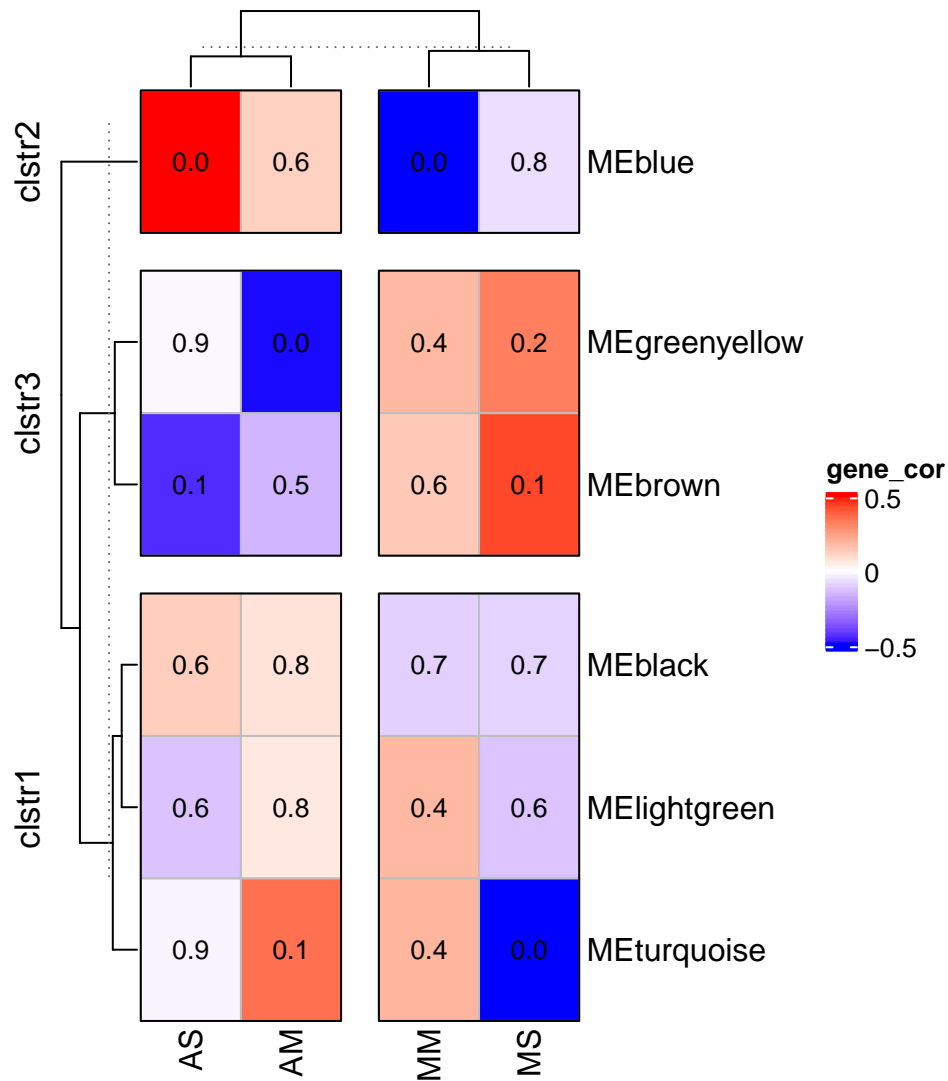 clstr2
0.0 0.6 0.0 0.8 MEblue
clstr3
0.9 0.0 0.4 0.2 MEgreenyellow
0.1 0.5 0.6 0.1 MEbrown
gene_cor
0.5
0
−0.5
clstr1
0.6 0.8 0.7 0.7 MEblack
0.6 0.8 0.4 0.6 MElightgreen
0.9 0.1 0.4 0.0 MEturquoise
AS AM MM MS